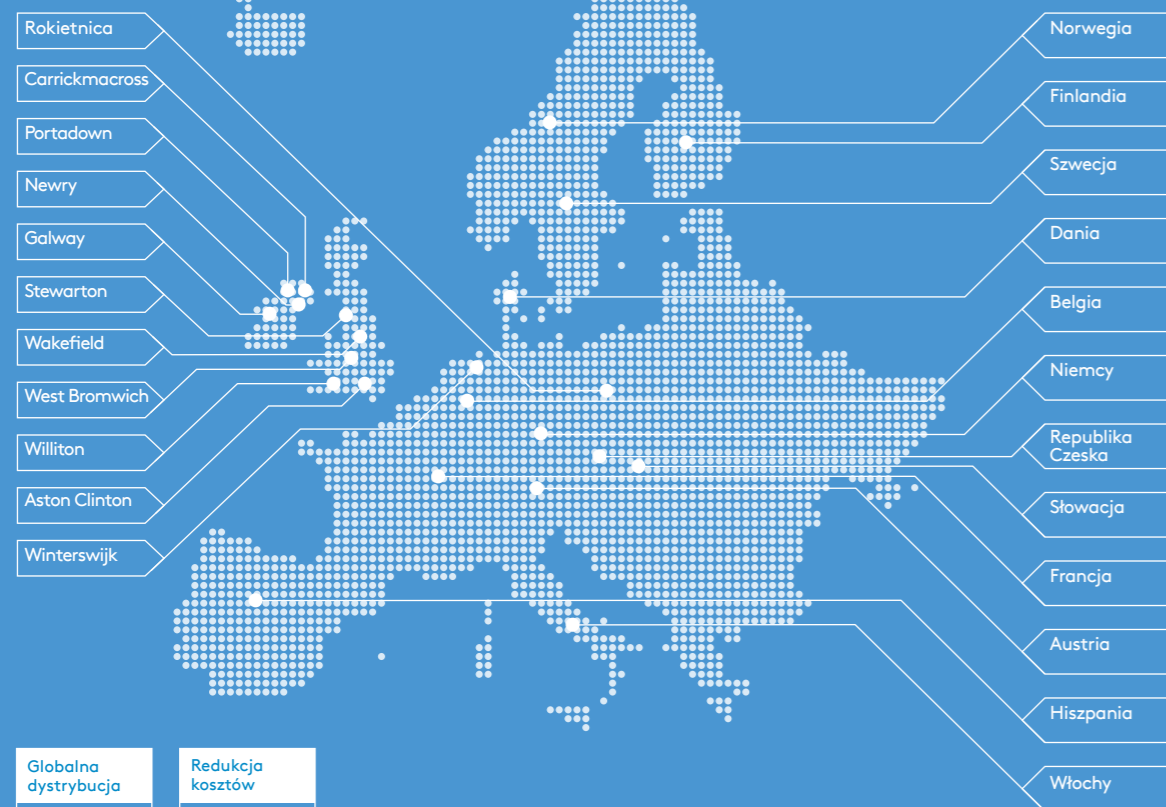 Rokietnica
Carrickmacross
Portadown
Newry
Galway
Stewarton
Wakefield
West Bromwich
Williton
Aston Clinton
Winterswijk
Norwegia
Finlandia
Szwecja
Dania
Belgia
Niemcy
Republika
Czeska
Słowacja
Francja
Austria
Hiszpania
Włochy
Globalna
dystrybucja
Redukcja
kosztów